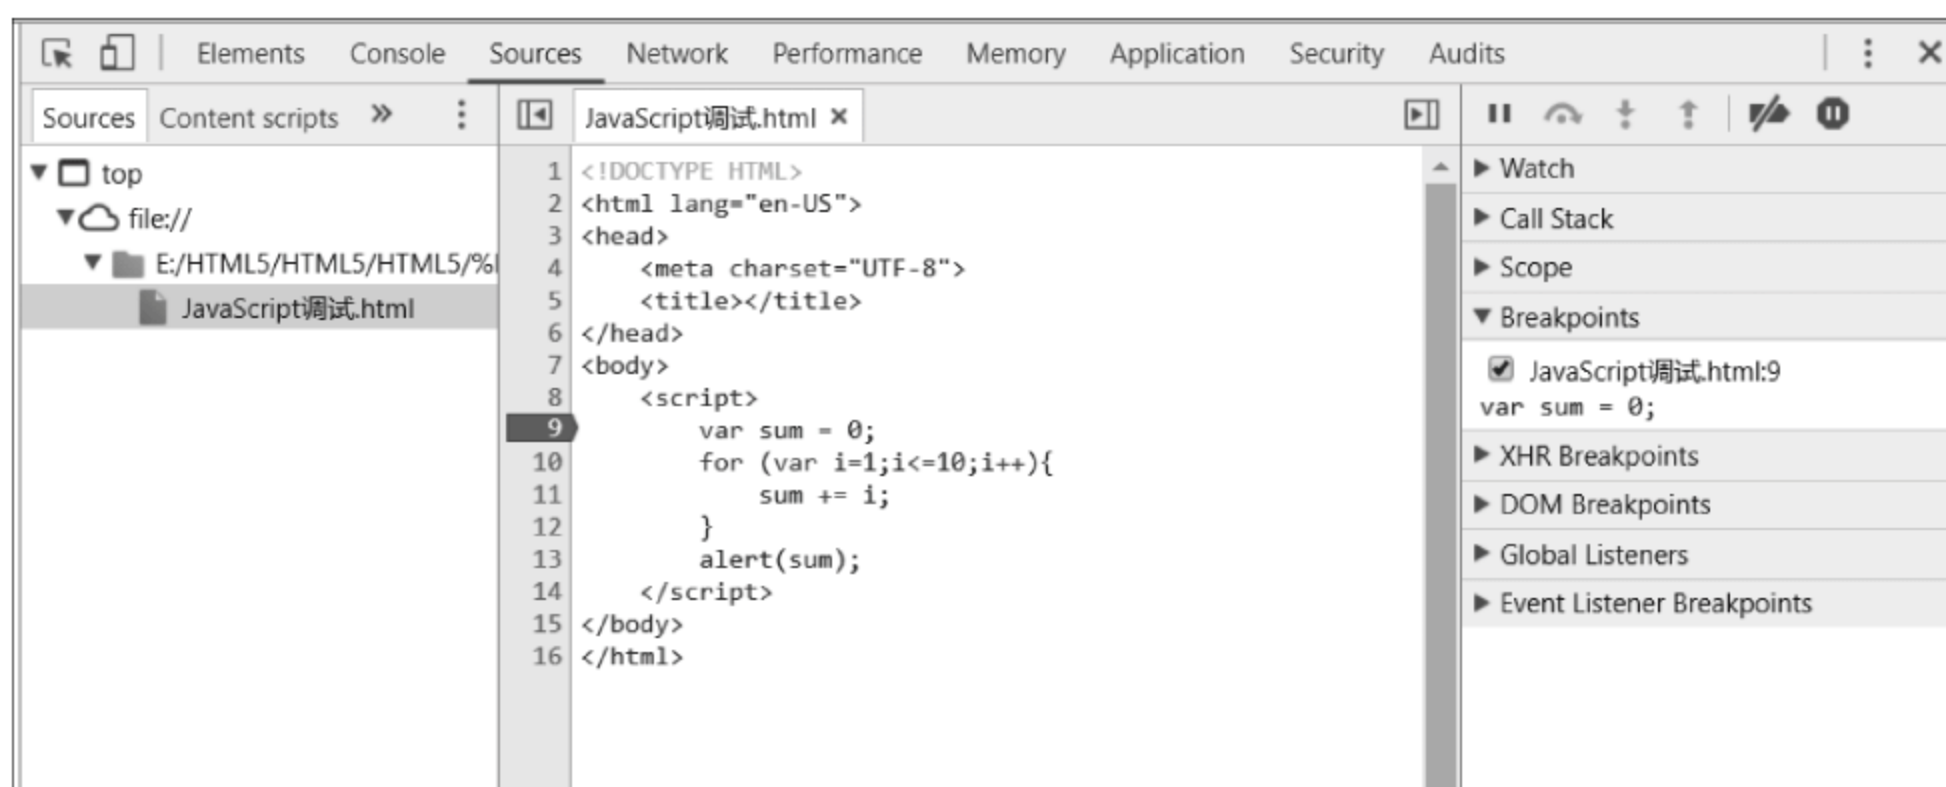 Elements Console Sources Network Performance Memory Application Security Audits
Sources Content scripts
top
file://
E:/HTML5/HTML5/HTML5/%
JavaScript调试.html
JavaScript调试.html
1 <!DOCTYPE HTML>
2 <html lang="en-US">
3 <head>
4     <meta charset="UTF-8">
5     <title></title>
6 </head>
7 <body>
8     <script>
9         var sum = 0;
10         for (var i=1;i<=10;i++){
11             sum += i;
12         }
13         alert(sum);
14     </script>
15 </body>
16 </html>
Watch
Call Stack
Scope
Breakpoints
JavaScript调试.html:9
var sum = 0;
XHR Breakpoints
DOM Breakpoints
Global Listeners
Event Listener Breakpoints